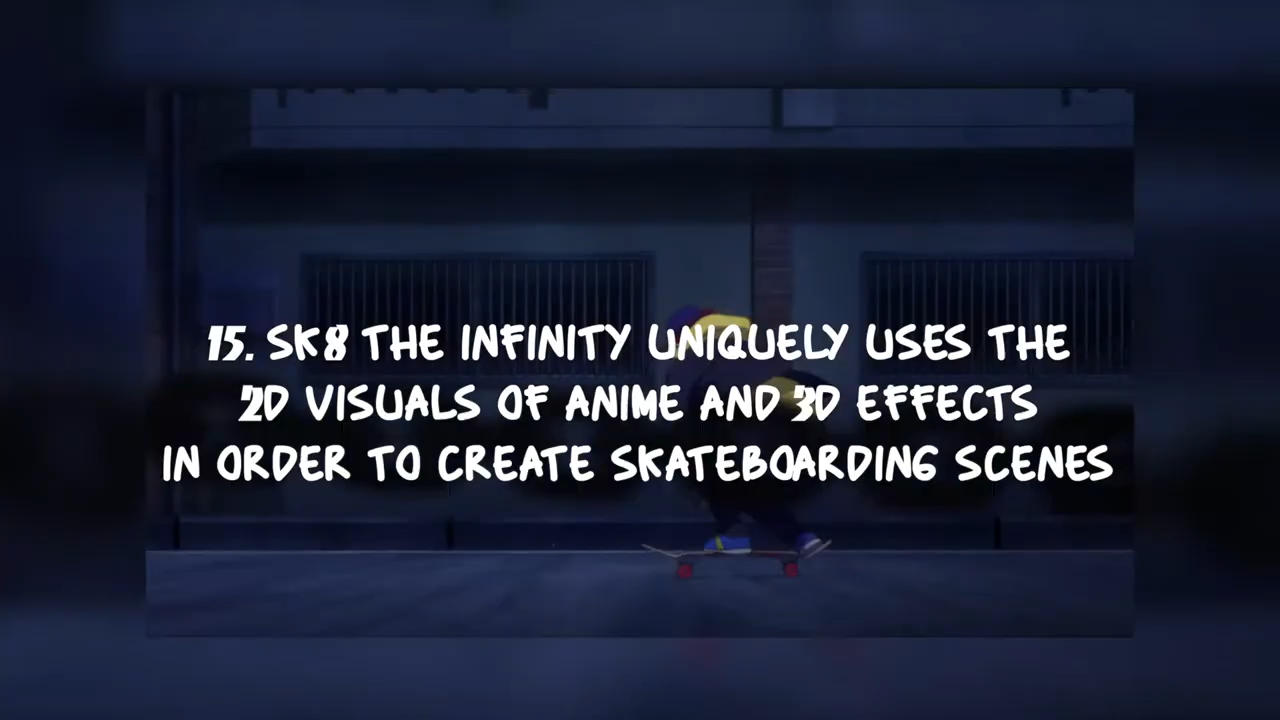 15. SK8 THE INFINITY UNIQUELY USES THE
2D VISUALS OF ANIME AND 3D EFFECTS
IN ORDER TO CREATE SKATEBOARDING SCENES